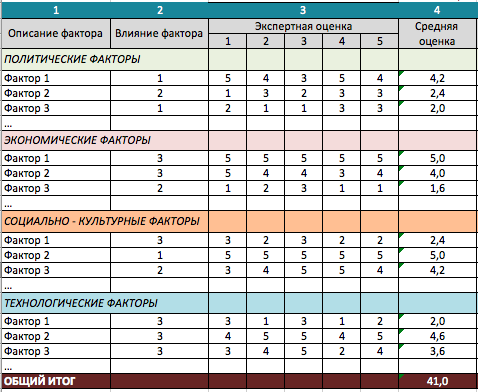 1 2 3 4
Описание фактора Влияние фактора Экспертная оценка Средняя оценка
1 2 3 4 5
ПОЛИТИЧЕСКИЕ ФАКТОРЫ
Фактор 1 1 5 4 3 5 4 4,2
Фактор 2 2 1 3 2 3 3 2,4
Фактор 3 1 2 1 1 3 3 2,0
...
ЭКОНОМИЧЕСКИЕ ФАКТОРЫ
Фактор 1 3 5 5 5 5 5 5,0
Фактор 2 3 5 4 4 3 4 4,0
Фактор 3 2 1 2 3 1 1 1,6
...
СОЦИАЛЬНО - КУЛЬТУРНЫЕ ФАКТОРЫ
Фактор 1 3 3 2 3 2 2 2,4
Фактор 2 1 5 5 5 5 5 5,0
Фактор 3 2 3 4 5 5 4 4,2
...
ТЕХНОЛОГИЧЕСКИЕ ФАКТОРЫ
Фактор 1 3 3 1 3 1 2 2,0
Фактор 2 3 4 5 5 4 5 4,6
Фактор 3 3 3 4 5 2 4 3,6
...
ОБЩИЙ ИТОГ 41,0